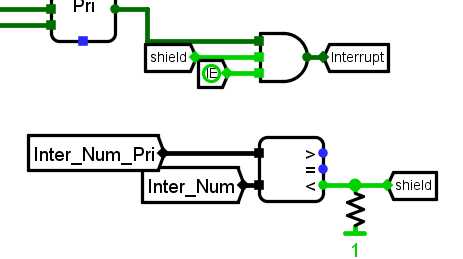 Pri
shield
IE
Interrupt
Inter_Num_Pri
Inter_Num
>
=
<
shield
1